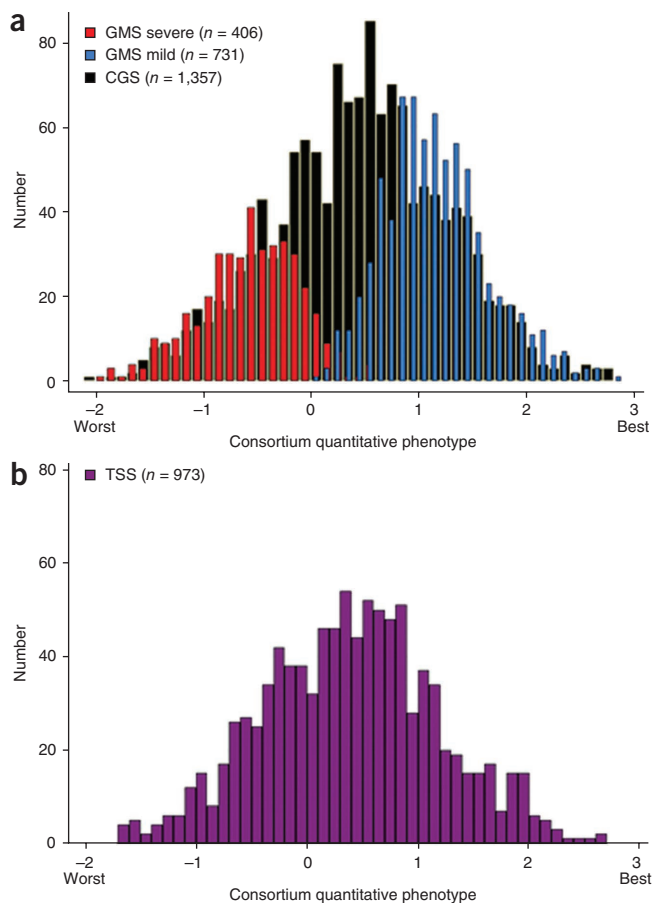 a
GMS severe (n = 406)
GMS mild (n = 731)
CGS (n = 1,357)
80
60
40
20
0
Number
–2 –1 0 1 2 3
Worst Best
Consortium quantitative phenotype
b
TSS (n = 973)
80
60
40
20
0
Number
–2 –1 0 1 2 3
Worst Best
Consortium quantitative phenotype